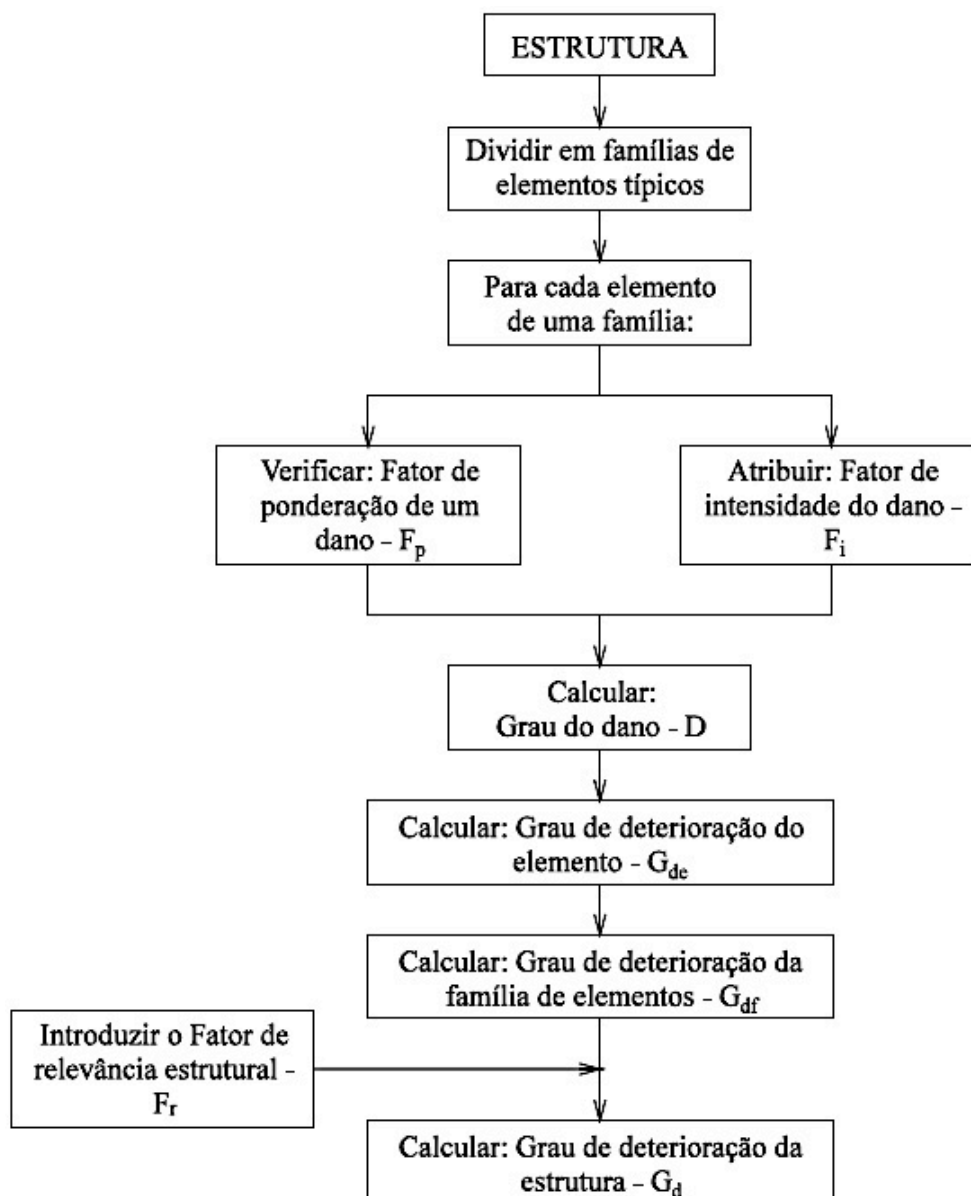 ESTRUTURA
Dividir em famílias de
elementos típicos
Para cada elemento
de uma família:
Verificar: Fator de
ponderação de um
dano - Fp
Atribuir: Fator de
intensidade do dano -
Fi
Calcular:
Grau do dano - D
Calcular: Grau de deterioração do
elemento - Gde
Calcular: Grau de deterioração da
família de elementos - Gdf
Introduzir o Fator de
relevância estrutural -
Fr
Calcular: Grau de deterioração da
estrutura - Gd